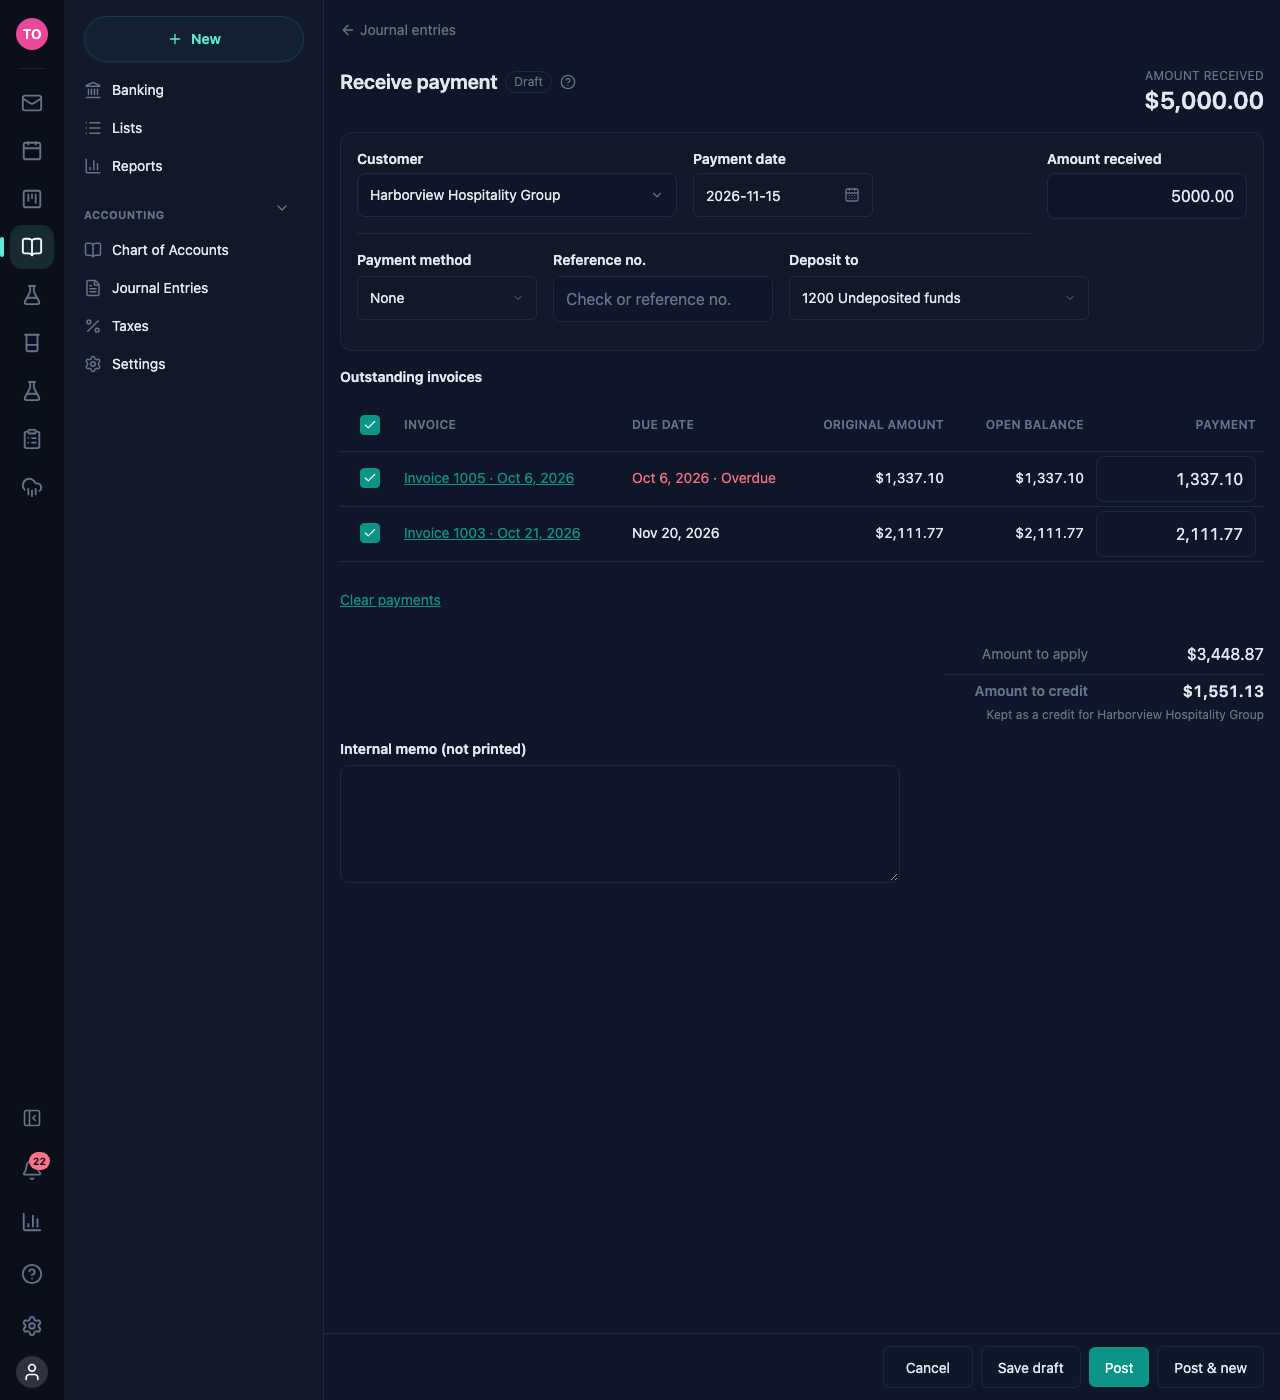 TO
New
Banking
Lists
Reports
ACCOUNTING
Chart of Accounts
Journal Entries
Taxes
Settings
22
Journal entries
Receive payment
Draft
AMOUNT RECEIVED
$5,000.00
Customer
Payment date
Amount received
Harborview Hospitality Group
2026-11-15
5000.00
Payment method
Reference no.
Deposit to
None
Check or reference no.
1200 Undeposited funds
Outstanding invoices
INVOICE DUE DATE ORIGINAL AMOUNT OPEN BALANCE PAYMENT
Invoice 1005 · Oct 6, 2026 Oct 6, 2026 · Overdue $1,337.10 $1,337.10 1,337.10
Invoice 1003 · Oct 21, 2026 Nov 20, 2026 $2,111.77 $2,111.77 2,111.77
Clear payments
Amount to apply $3,448.87
Amount to credit $1,551.13
Kept as a credit for Harborview Hospitality Group
Internal memo (not printed)
Cancel
Save draft
Post
Post & new